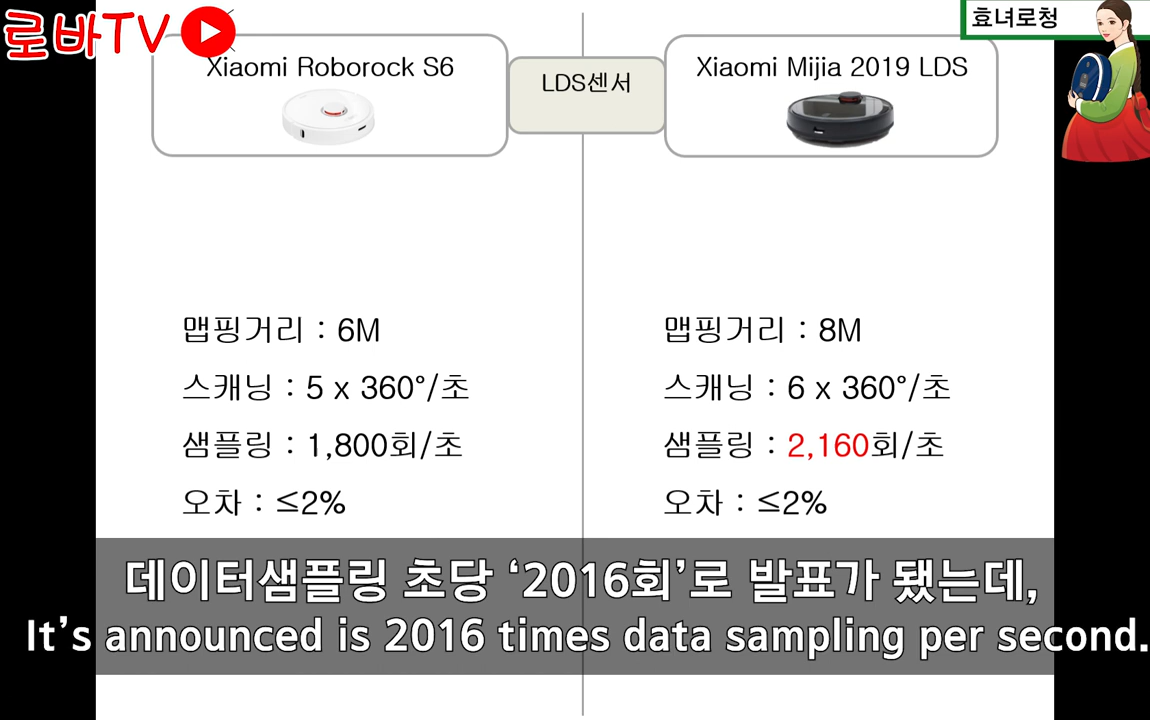 로바TV
효녀로청
Xiaomi Roborock S6
LDS센서
Xiaomi Mijia 2019 LDS
맵핑거리 : 6M
스캐닝 : 5 x 360°/초
샘플링 : 1,800회/초
오차 : ≤2%
맵핑거리 : 8M
스캐닝 : 6 x 360°/초
샘플링 : 2,160회/초
오차 : ≤2%
데이터샘플링 초당 ‘2016회’로 발표가 됐는데,
It’s announced is 2016 times data sampling per second.